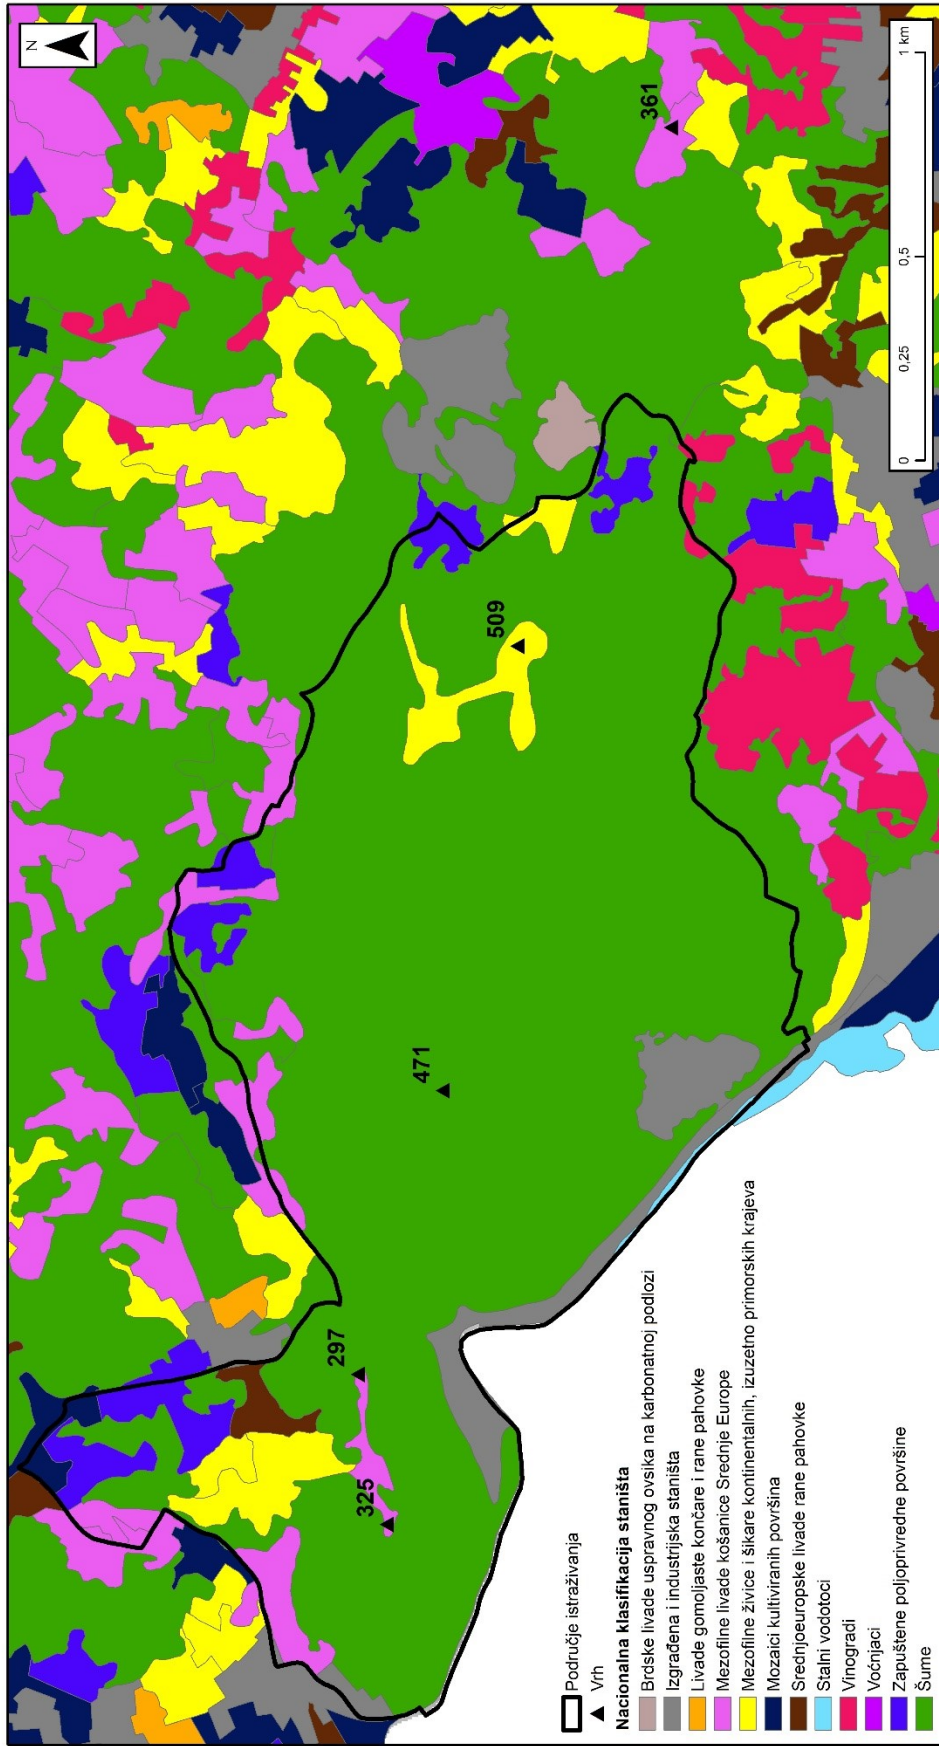 N
361
509
471
297
325
Područje istraživanja
Vrh
Nacionalna klasifikacija staništa
Brdske livade uspravnog ovsika na karbonatnoj podlozi
Izgrađena i industrijska staništa
Livade gomoljaste končare i rane pahovke
Mezofilne livade košanice Srednje Europe
Mezofilne živice i šikare kontinentalnih, izuzetno primorskih krajeva
Mozaici kultiviranih površina
Srednjoeuropske livade rane pahovke
Stalni vodotoci
Vinogradi
Voćnjaci
Zapuštene poljoprivredne površine
Šume
0 0,25 0,5 1 km